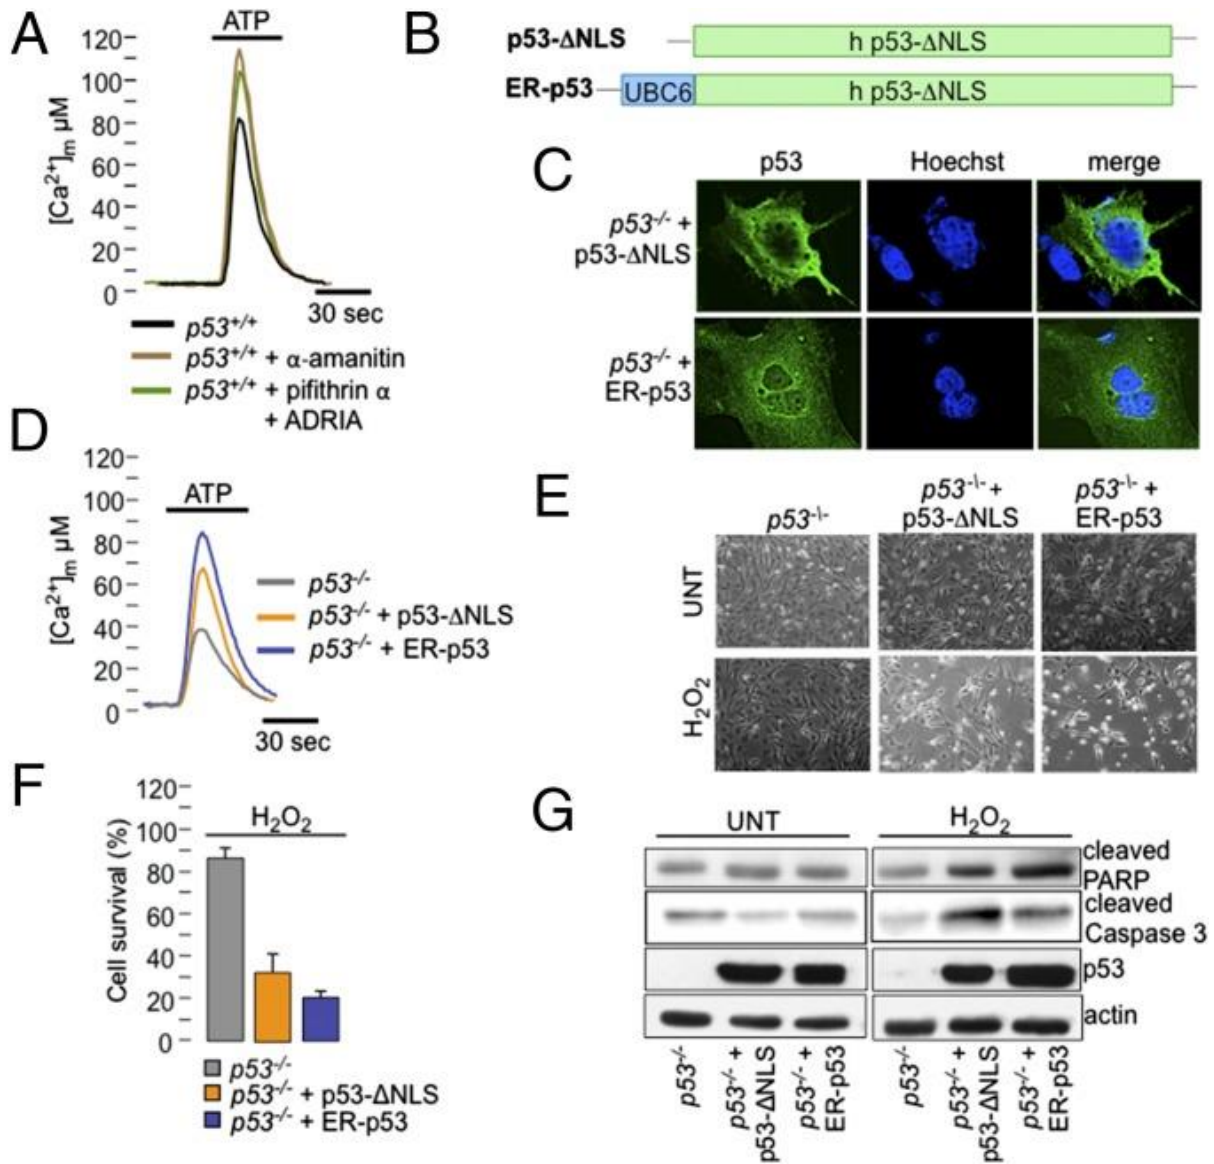 A
ATP
120
100
80
60
40
20
0
[Ca²⁺]ₘ μM
30 sec
p53⁺/⁺
p53⁺/⁺ + α-amanitin
p53⁺/⁺ + pifithrin α
+ ADRIA
B
p53-ΔNLS
h p53-ΔNLS
ER-p53
UBC6
h p53-ΔNLS
C
p53
Hoechst
merge
p53⁻/⁻ +
p53-ΔNLS
p53⁻/⁻ +
ER-p53
D
ATP
120
100
80
60
40
20
0
[Ca²⁺]ₘ μM
30 sec
p53⁻/⁻
p53⁻/⁻ + p53-ΔNLS
p53⁻/⁻ + ER-p53
E
p53⁻\⁻
p53⁻\⁻ +
p53-ΔNLS
p53⁻\⁻ +
ER-p53
UNT
H₂O₂
F
H₂O₂
120
100
80
60
40
20
0
Cell survival (%)
p53⁻/⁻
p53⁻/⁻ + p53-ΔNLS
p53⁻/⁻ + ER-p53
G
UNT
H₂O₂
cleaved
PARP
cleaved
Caspase 3
p53
actin
p53⁻/⁻
p53⁻/⁻ +
p53-ΔNLS
p53⁻/⁻ +
ER-p53
p53⁻/⁻
p53⁻/⁻ +
p53-ΔNLS
p53⁻/⁻ +
ER-p53